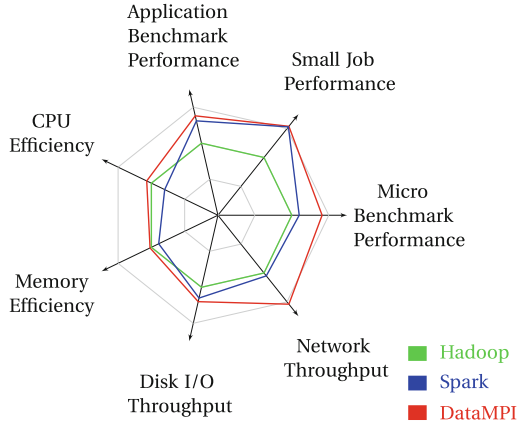 Application
Benchmark
Performance
Small Job
Performance
CPU
Efficiency
Micro
Benchmark
Performance
Memory
Efficiency
Network
Throughput
Disk I/O
Throughput
Hadoop
Spark
DataMPI